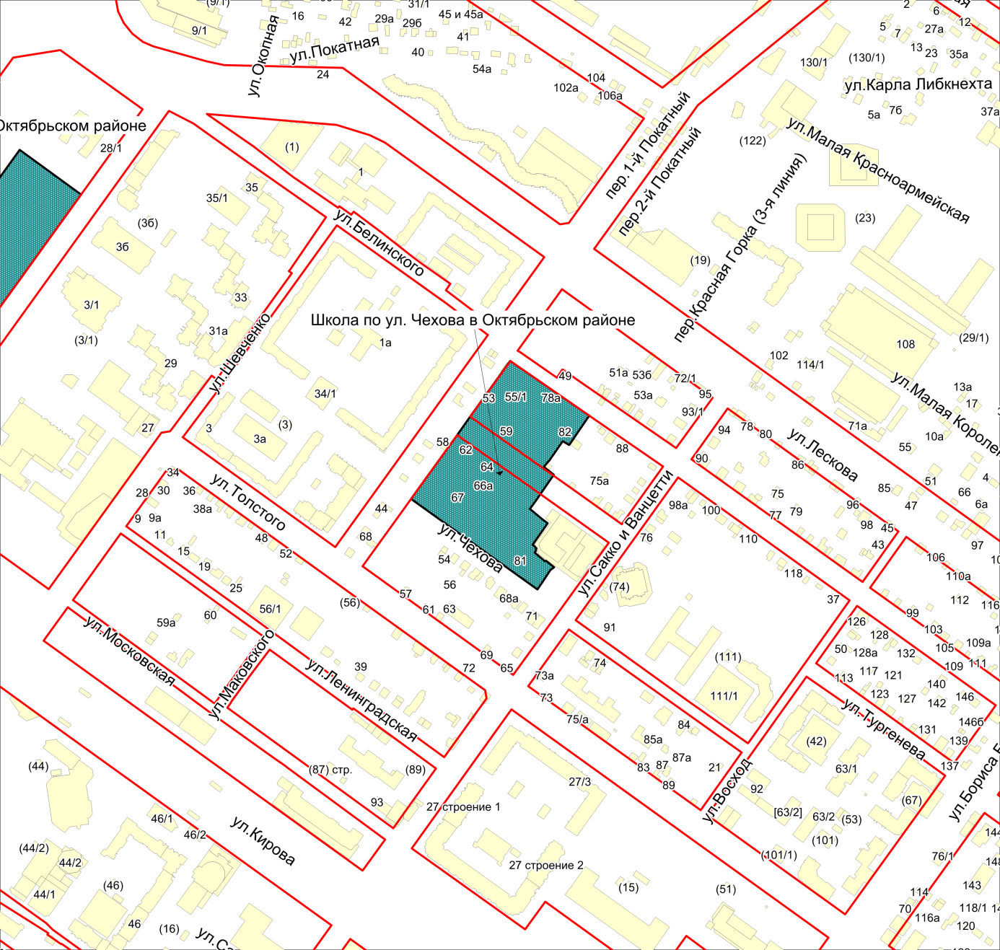 (9/1)
9/1
16
42
29а
31/1
29б
45 и 45а
41
40
ул.Окопная
ул.Покатная
24
54а
102а
104
106а
130/1
(130/1)
2
6
12
5
7
27а
13
23
35а
ул.Карла Либкнехта
37а
5а
7б
Октябрьском районе
28/1
(1)
1
пер.1-й Покатный
пер.2-й Покатный
(122)
ул.Малая Красноармейская
(23)
пер.Красная Горка (3-я линия)
35
35/1
(3б)
3б
ул.Белинского
(19)
3/1
33
(3/1)
31а
29
27
ул.Шевченко
Школа по ул. Чехова в Октябрьском районе
1а
34/1
(3)
3
3а
108
(29/1)
102
114/1
ул.Малая Короле
13а
17
10а
71а
55
51
4
66
6а
49
51а
53б
53а
72/1
95
93/1
53
55/1
78а
59
82
58
62
64
66а
67
81
88
75а
94
90
78
80
86
ул.Лескова
75
77
79
96
98
85
47
45
43
97
34
28
30
36
38а
9
9а
11
15
19
25
ул.Толстого
48
52
44
68
ул.Чехова
54
56
68а
71
57
61
63
69
65
72
ул.Сакко и Ванцетти
98а
100
76
110
118
37
(74)
91
106
110а
112
116
99
103
105
109а
109
111
59а
60
56/1
(56)
ул.Московская
ул.Маковского
ул.Ленинградская
39
(87) стр.
(89)
93
73а
73
74
75/а
(111)
111/1
84
85а
87а
87
83
89
21
126
128
50
128а
132
117
121
113
123
127
140
142
146
146б
131
139
137
ул.Тургенева
(42)
63/1
(67)
92
[63/2]
63/2
(53)
(101)
(101/1)
ул.Восход
ул.Бориса
27/3
27 строение 1
27 строение 2
(15)
(51)
ул.Кирова
(44)
46/1
46/2
(44/2)
44/2
44/1
(46)
46
(16)
76/1
143
114
70
116а
118/1
120